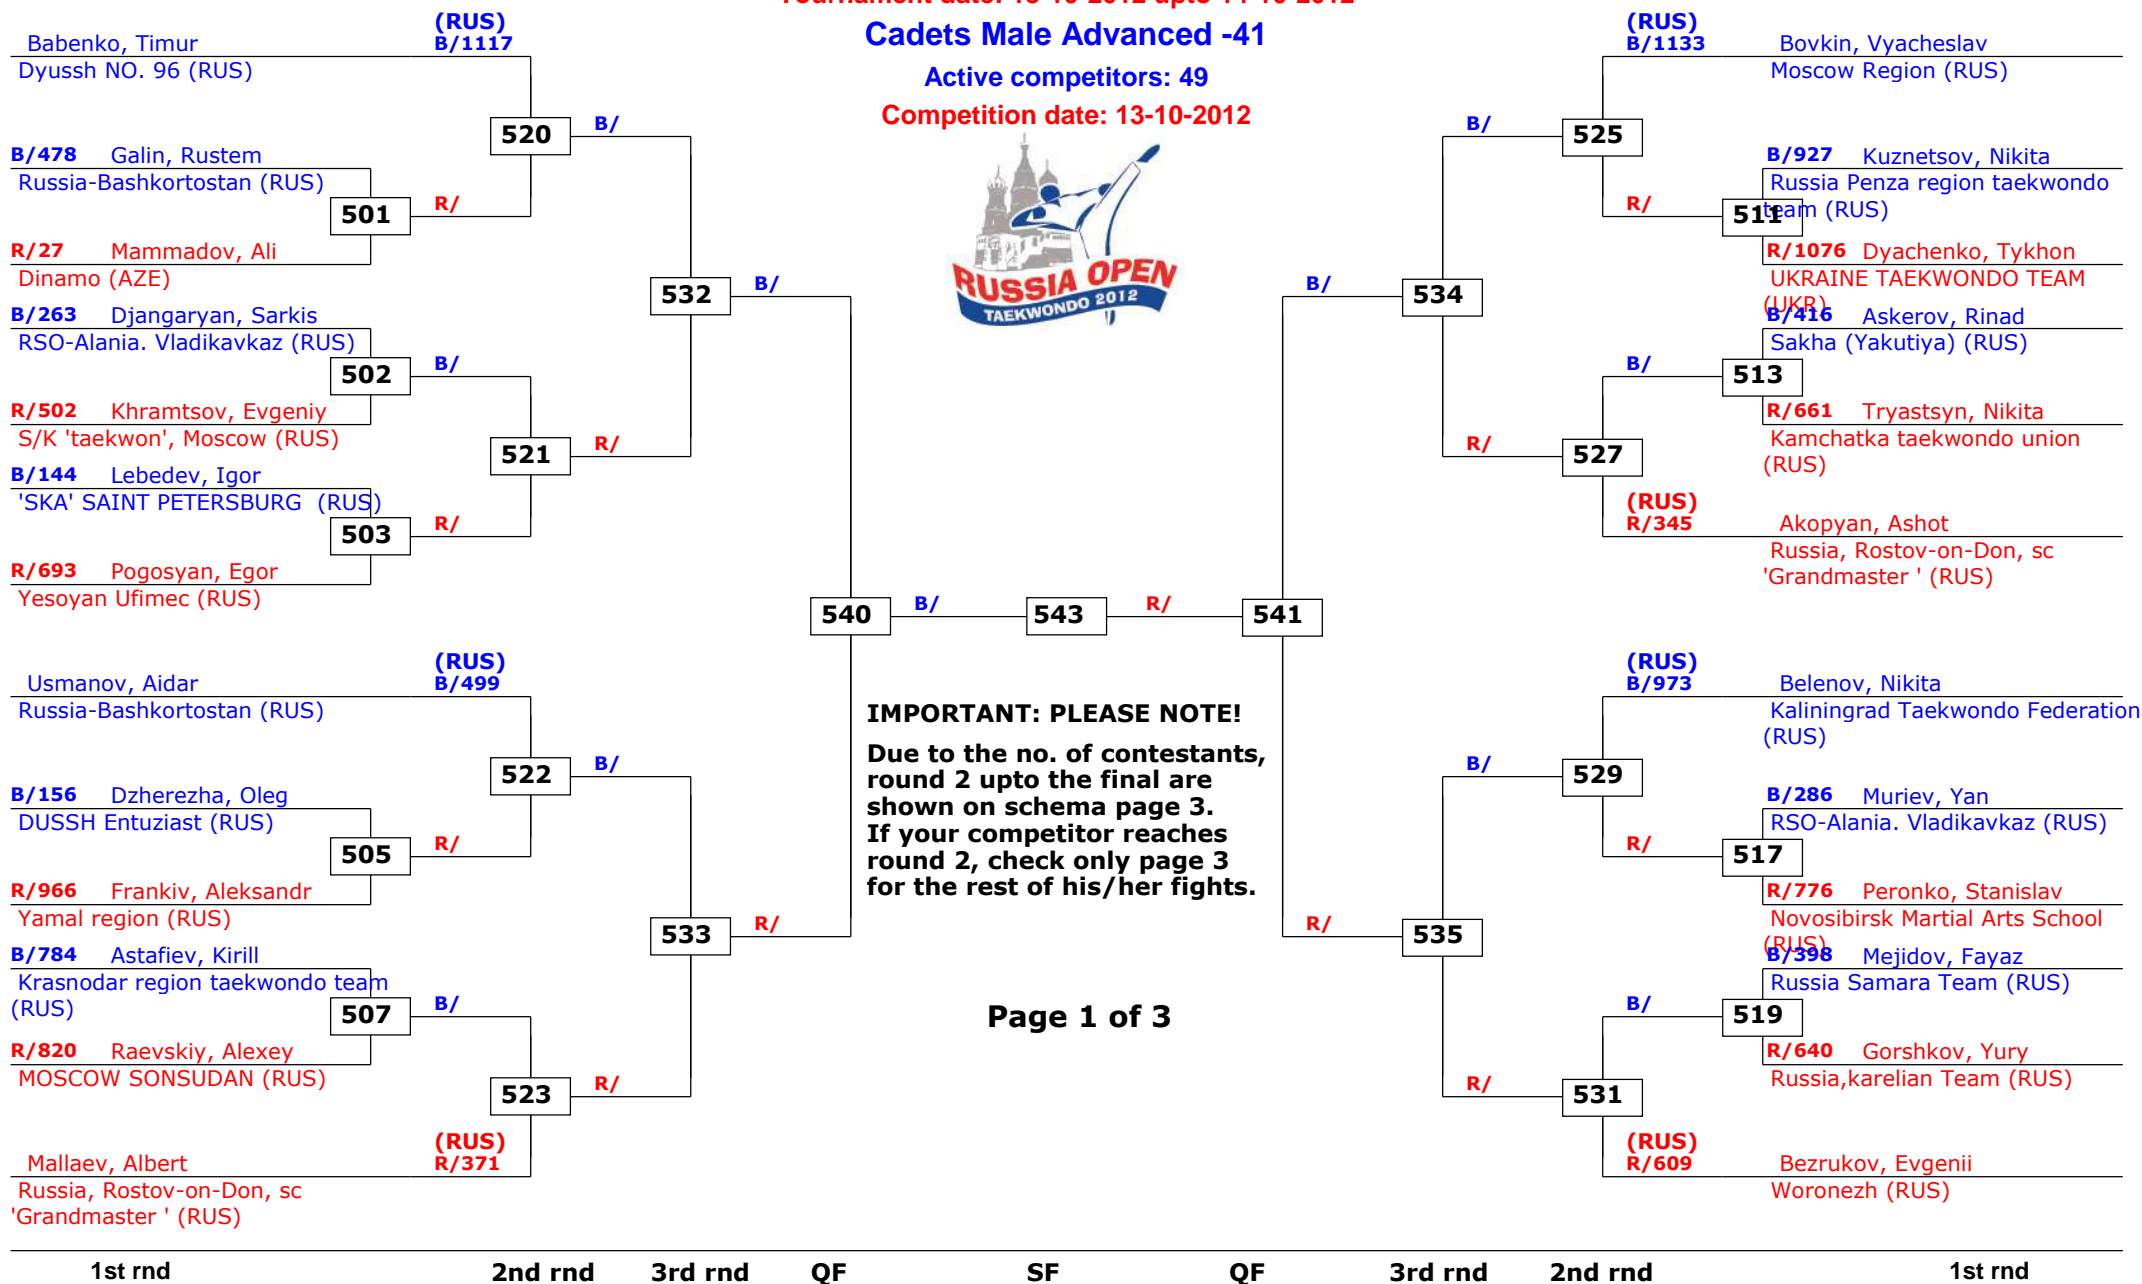 Tournament date: 13-10-2012 upto 14-10-2012
Cadets Male Advanced -41
Active competitors: 49
Competition date: 13-10-2012
RUSSIA OPEN
TAEKWONDO 2012
(RUS)
Babenko, Timur B/1117
Dyussh NO. 96 (RUS)
520
B/
B/478 Galin, Rustem
Russia-Bashkortostan (RUS)
501
R/
R/27 Mammadov, Ali
Dinamo (AZE)
532
B/
B/263 Djangaryan, Sarkis
RSO-Alania. Vladikavkaz (RUS)
502
B/
R/502 Khramtsov, Evgeniy
S/K 'taekwon', Moscow (RUS)
521
R/
B/144 Lebedev, Igor
'SKA' SAINT PETERSBURG (RUS)
503
R/
R/693 Pogosyan, Egor
Yesoyan Ufimec (RUS)
540
B/
543
R/
541
(RUS)
Usmanov, Aidar B/499
Russia-Bashkortostan (RUS)
522
B/
B/156 Dzherezha, Oleg
DUSSH Entuziast (RUS)
505
R/
R/966 Frankiv, Aleksandr
Yamal region (RUS)
533
R/
B/784 Astafiev, Kirill
Krasnodar region taekwondo team
(RUS)
507
B/
R/820 Raevskiy, Alexey
MOSCOW SONSUDAN (RUS)
523
R/
(RUS)
Mallaev, Albert R/371
Russia, Rostov-on-Don, sc
'Grandmaster ' (RUS)
IMPORTANT: PLEASE NOTE!
Due to the no. of contestants,
round 2 upto the final are
shown on schema page 3.
If your competitor reaches
round 2, check only page 3
for the rest of his/her fights.
Page 1 of 3
(RUS)
B/1133 Bovkin, Vyacheslav
Moscow Region (RUS)
B/
525
B/927 Kuznetsov, Nikita
Russia Penza region taekwondo
team (RUS)
R/
511
R/1076 Dyachenko, Tykhon
UKRAINE TAEKWONDO TEAM
(UKR)
B/
534
B/416 Askerov, Rinad
Sakha (Yakutiya) (RUS)
B/
513
R/661 Tryastsyn, Nikita
Kamchatka taekwondo union
(RUS)
R/
527
(RUS)
R/345 Akopyan, Ashot
Russia, Rostov-on-Don, sc
'Grandmaster ' (RUS)
(RUS)
B/973 Belenov, Nikita
Kaliningrad Taekwondo Federation
(RUS)
B/
529
B/286 Muriev, Yan
RSO-Alania. Vladikavkaz (RUS)
R/
517
R/776 Peronko, Stanislav
Novosibirsk Martial Arts School
(RUS)
R/
535
B/398 Mejidov, Fayaz
Russia Samara Team (RUS)
B/
519
R/640 Gorshkov, Yury
Russia,karelian Team (RUS)
R/
531
(RUS)
R/609 Bezrukov, Evgenii
Woronezh (RUS)
1st rnd 2nd rnd 3rd rnd QF SF QF 3rd rnd 2nd rnd 1st rnd